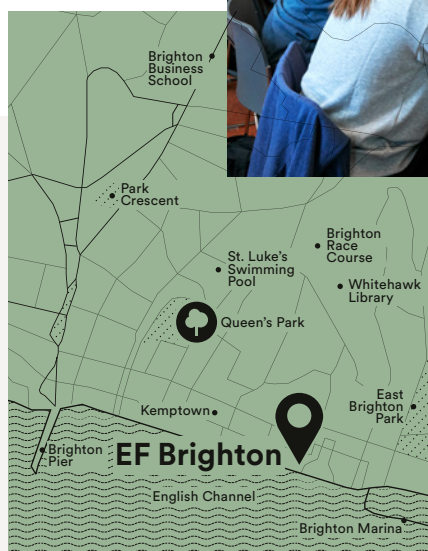 Brighton
Business
School
Park
Crescent
Brighton
Race
Course
St. Luke's
Swimming
Pool
Whitehawk
Library
Queen's Park
East
Brighton
Park
Kemptown
Brighton
Pier
EF Brighton
English Channel
Brighton Marina